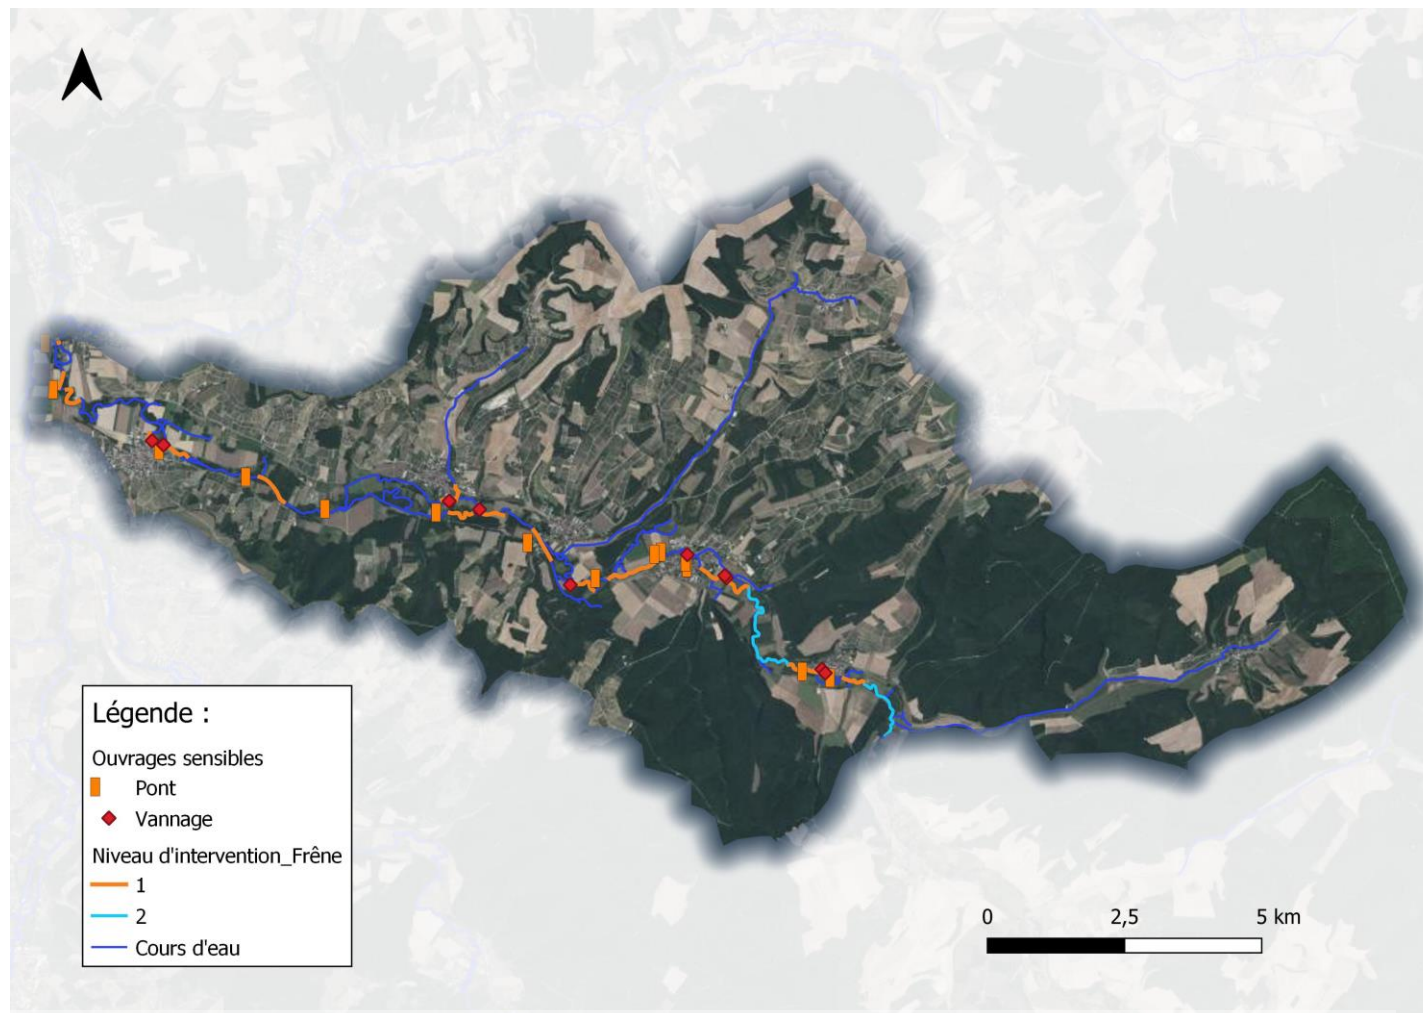 Légende :
Ouvrages sensibles
Pont
Vannage
Niveau d'intervention_Frêne
1
2
Cours d'eau
0 2,5 5 km